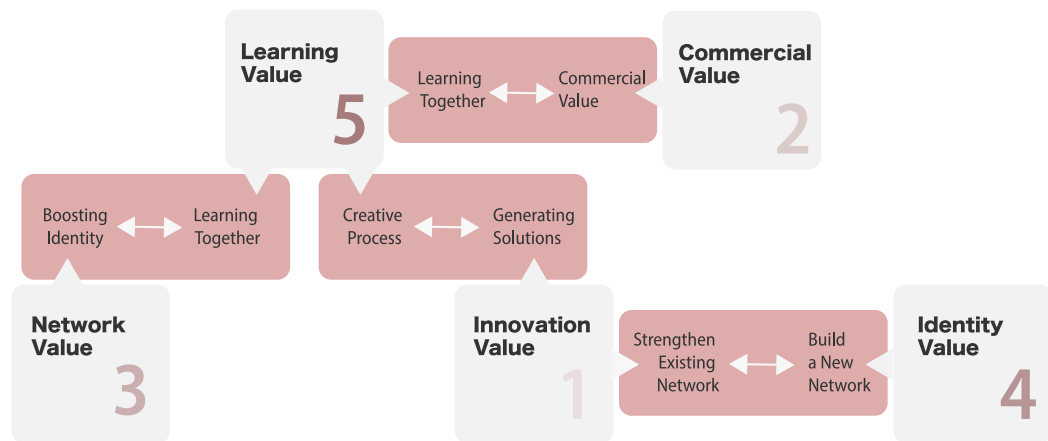 Learning
Value
5
Learning
Together
Commercial
Value
Commercial
Value
2
Boosting
Identity
Learning
Together
Creative
Process
Generating
Solutions
Network
Value
3
Innovation
Value
1
Strengthen
Existing
Network
Build
a New
Network
Identity
Value
4